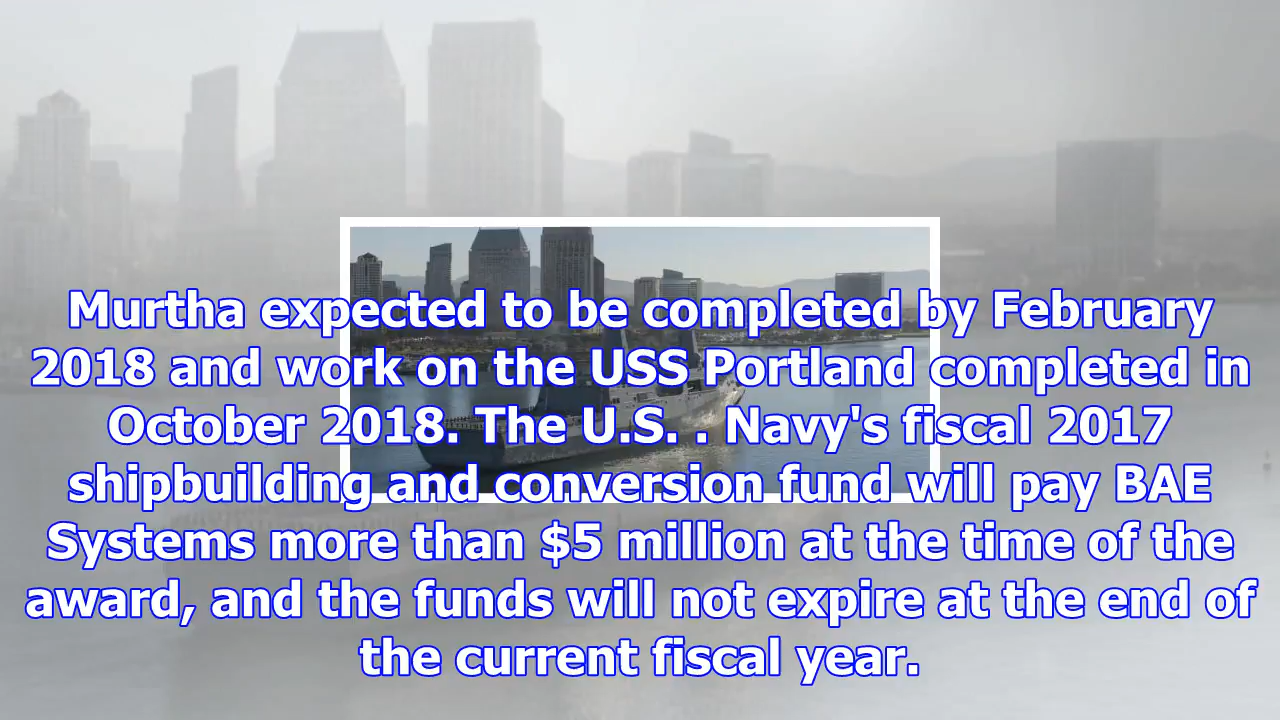 Murtha expected to be completed by February
2018 and work on the USS Portland completed in
October 2018. The U.S. . Navy's fiscal 2017
shipbuilding and conversion fund will pay BAE
Systems more than $5 million at the time of the
award, and the funds will not expire at the end of
the current fiscal year.